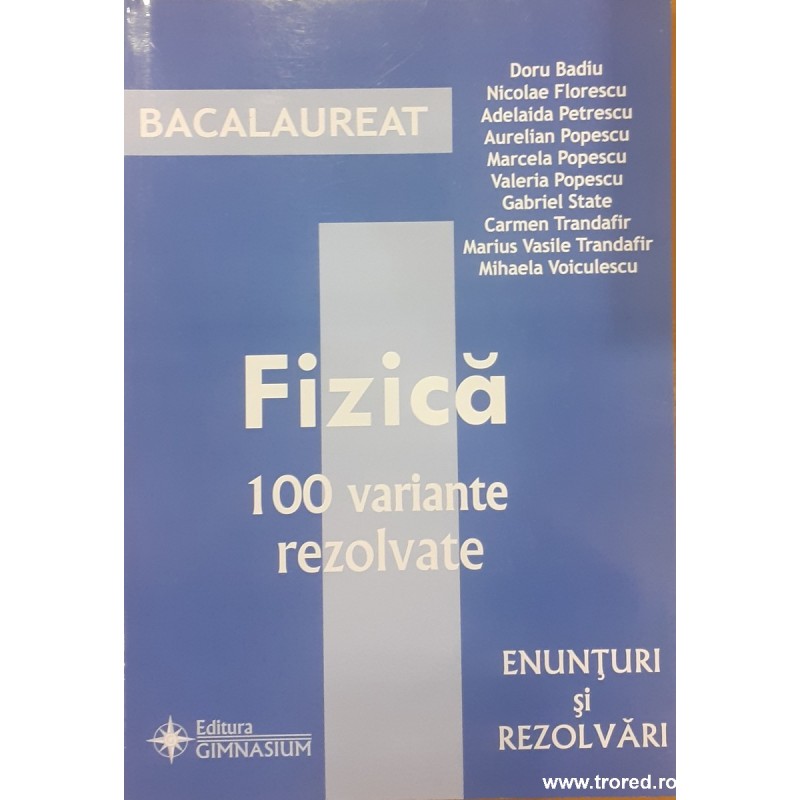 Doru Badiu
Nicolae Florescu
Adelaida Petrescu
Aurelian Popescu
Marcela Popescu
Valeria Popescu
Gabriel State
Carmen Trandafir
Marius Vasile Trandafir
Mihaela Voiculescu
BACALAUREAT
Fizică
100 variante
rezolvate
ENUNŢURI
şi
REZOLVĂRI
Editura
GIMNASIUM
www.trored.ro